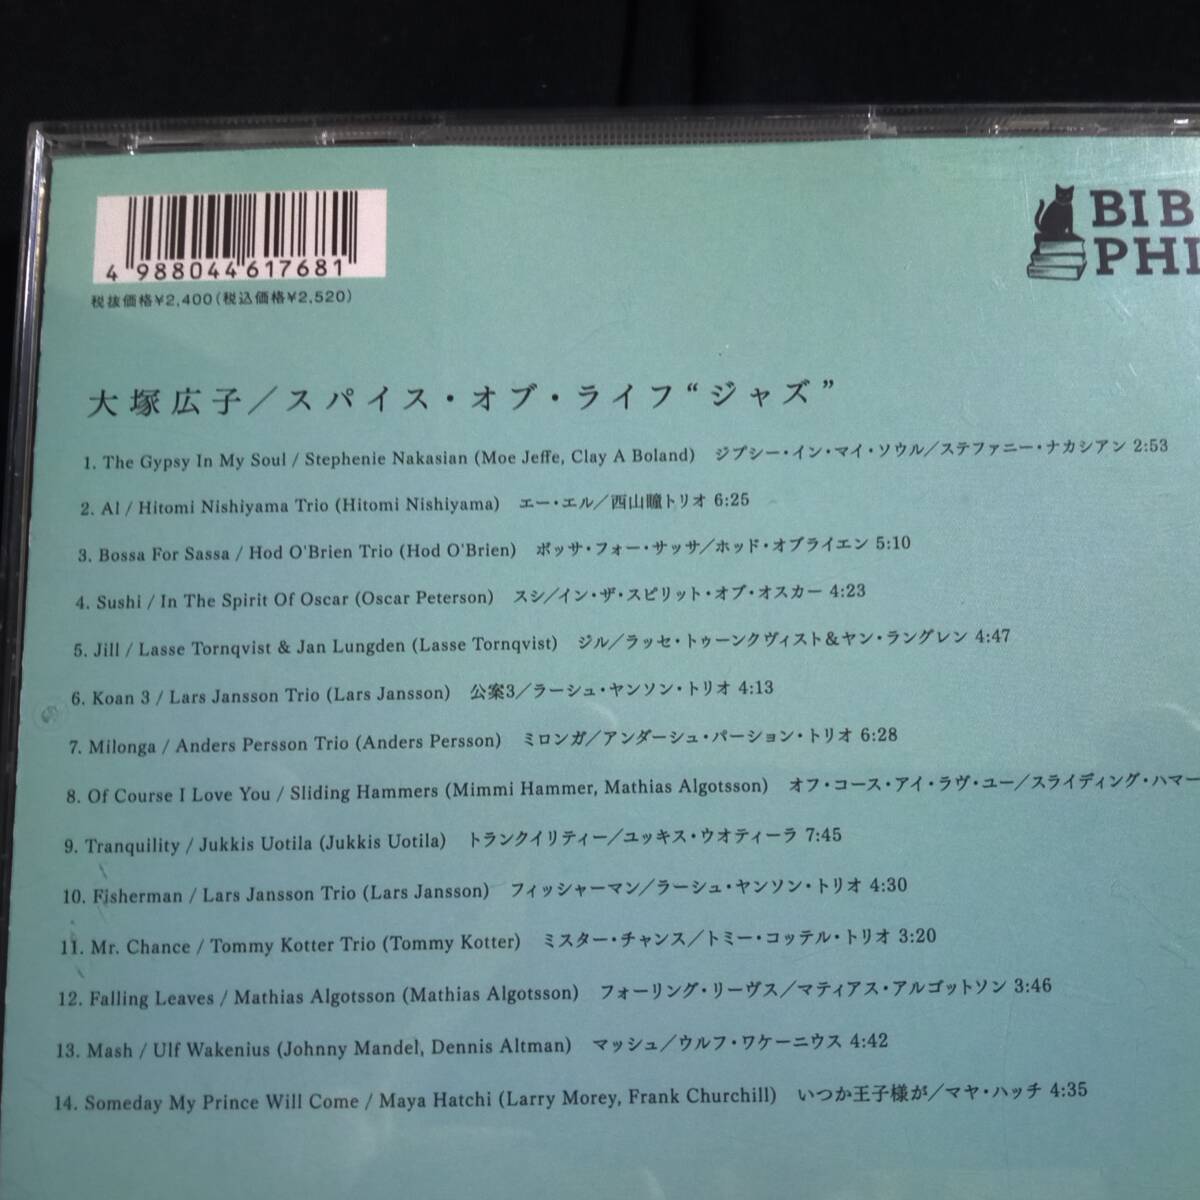 4 988044 617681
税抜価格¥2,400(税込価格¥2,520)
BIB
PHI
大塚広子／スパイス・オブ・ライフ“ジャズ”
1. The Gypsy In My Soul / Stephenie Nakasian (Moe Jeffe, Clay A Boland) ジプシー・イン・マイ・ソウル／ステファニー・ナカシアン 2:53
2. Al / Hitomi Nishiyama Trio (Hitomi Nishiyama) エー・エル／西山瞳トリオ 6:25
3. Bossa For Sassa / Hod O'Brien Trio (Hod O'Brien) ボッサ・フォー・サッサ／ホッド・オブライエン 5:10
4. Sushi / In The Spirit Of Oscar (Oscar Peterson) スシ／イン・ザ・スピリット・オブ・オスカー 4:23
5. Jill / Lasse Tornqvist & Jan Lungden (Lasse Tornqvist) ジル／ラッセ・トゥーンクヴィスト＆ヤン・ラングレン 4:47
6. Koan 3 / Lars Jansson Trio (Lars Jansson) 公案3／ラーシュ・ヤンソン・トリオ 4:13
7. Milonga / Anders Persson Trio (Anders Persson) ミロンガ／アンダーシュ・パーション・トリオ 6:28
8. Of Course I Love You / Sliding Hammers (Mimmi Hammer, Mathias Algotsson) オフ・コース・アイ・ラヴ・ユー／スライディング・ハマー
9. Tranquility / Jukkis Uotila (Jukkis Uotila) トランクイリティー／ユッキス・ウオティーラ 7:45
10. Fisherman / Lars Jansson Trio (Lars Jansson) フィッシャーマン／ラーシュ・ヤンソン・トリオ 4:30
11. Mr. Chance / Tommy Kotter Trio (Tommy Kotter) ミスター・チャンス／トミー・コッテル・トリオ 3:20
12. Falling Leaves / Mathias Algotsson (Mathias Algotsson) フォーリング・リーヴス／マティアス・アルゴットソン 3:46
13. Mash / Ulf Wakenius (Johnny Mandel, Dennis Altman) マッシュ／ウルフ・ワケーニウス 4:42
14. Someday My Prince Will Come / Maya Hatchi (Larry Morey, Frank Churchill) いつか王子様が／マヤ・ハッチ 4:35